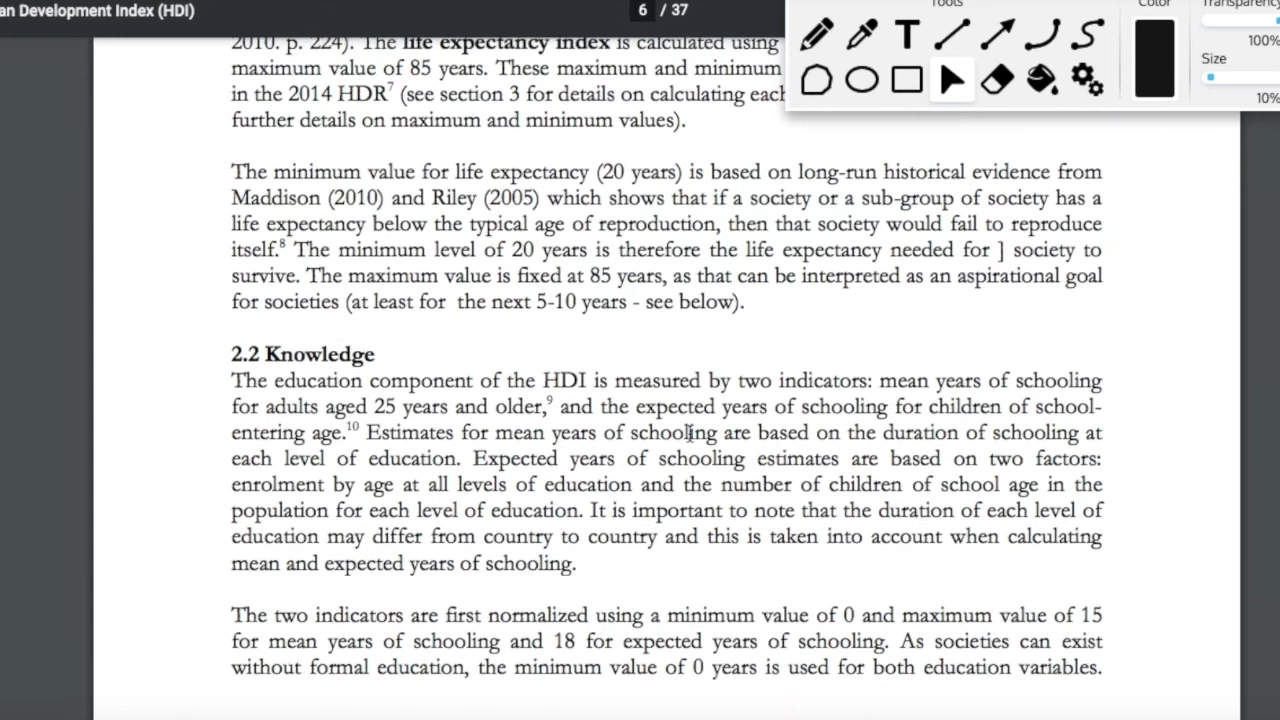 an Development Index (HDI)
6 / 37
Tools
Color
Transparency
100%
Size
10%
2010. p. 224). The life expectancy index is calculated using
maximum value of 85 years. These maximum and minimum
in the 2014 HDR7 (see section 3 for details on calculating each
further details on maximum and minimum values).
The minimum value for life expectancy (20 years) is based on long-run historical evidence from
Maddison (2010) and Riley (2005) which shows that if a society or a sub-group of society has a
life expectancy below the typical age of reproduction, then that society would fail to reproduce
itself.8 The minimum level of 20 years is therefore the life expectancy needed for ] society to
survive. The maximum value is fixed at 85 years, as that can be interpreted as an aspirational goal
for societies (at least for the next 5-10 years - see below).
2.2 Knowledge
The education component of the HDI is measured by two indicators: mean years of schooling
for adults aged 25 years and older,9 and the expected years of schooling for children of school-
entering age.10 Estimates for mean years of schooling are based on the duration of schooling at
each level of education. Expected years of schooling estimates are based on two factors:
enrolment by age at all levels of education and the number of children of school age in the
population for each level of education. It is important to note that the duration of each level of
education may differ from country to country and this is taken into account when calculating
mean and expected years of schooling.
The two indicators are first normalized using a minimum value of 0 and maximum value of 15
for mean years of schooling and 18 for expected years of schooling. As societies can exist
without formal education, the minimum value of 0 years is used for both education variables.